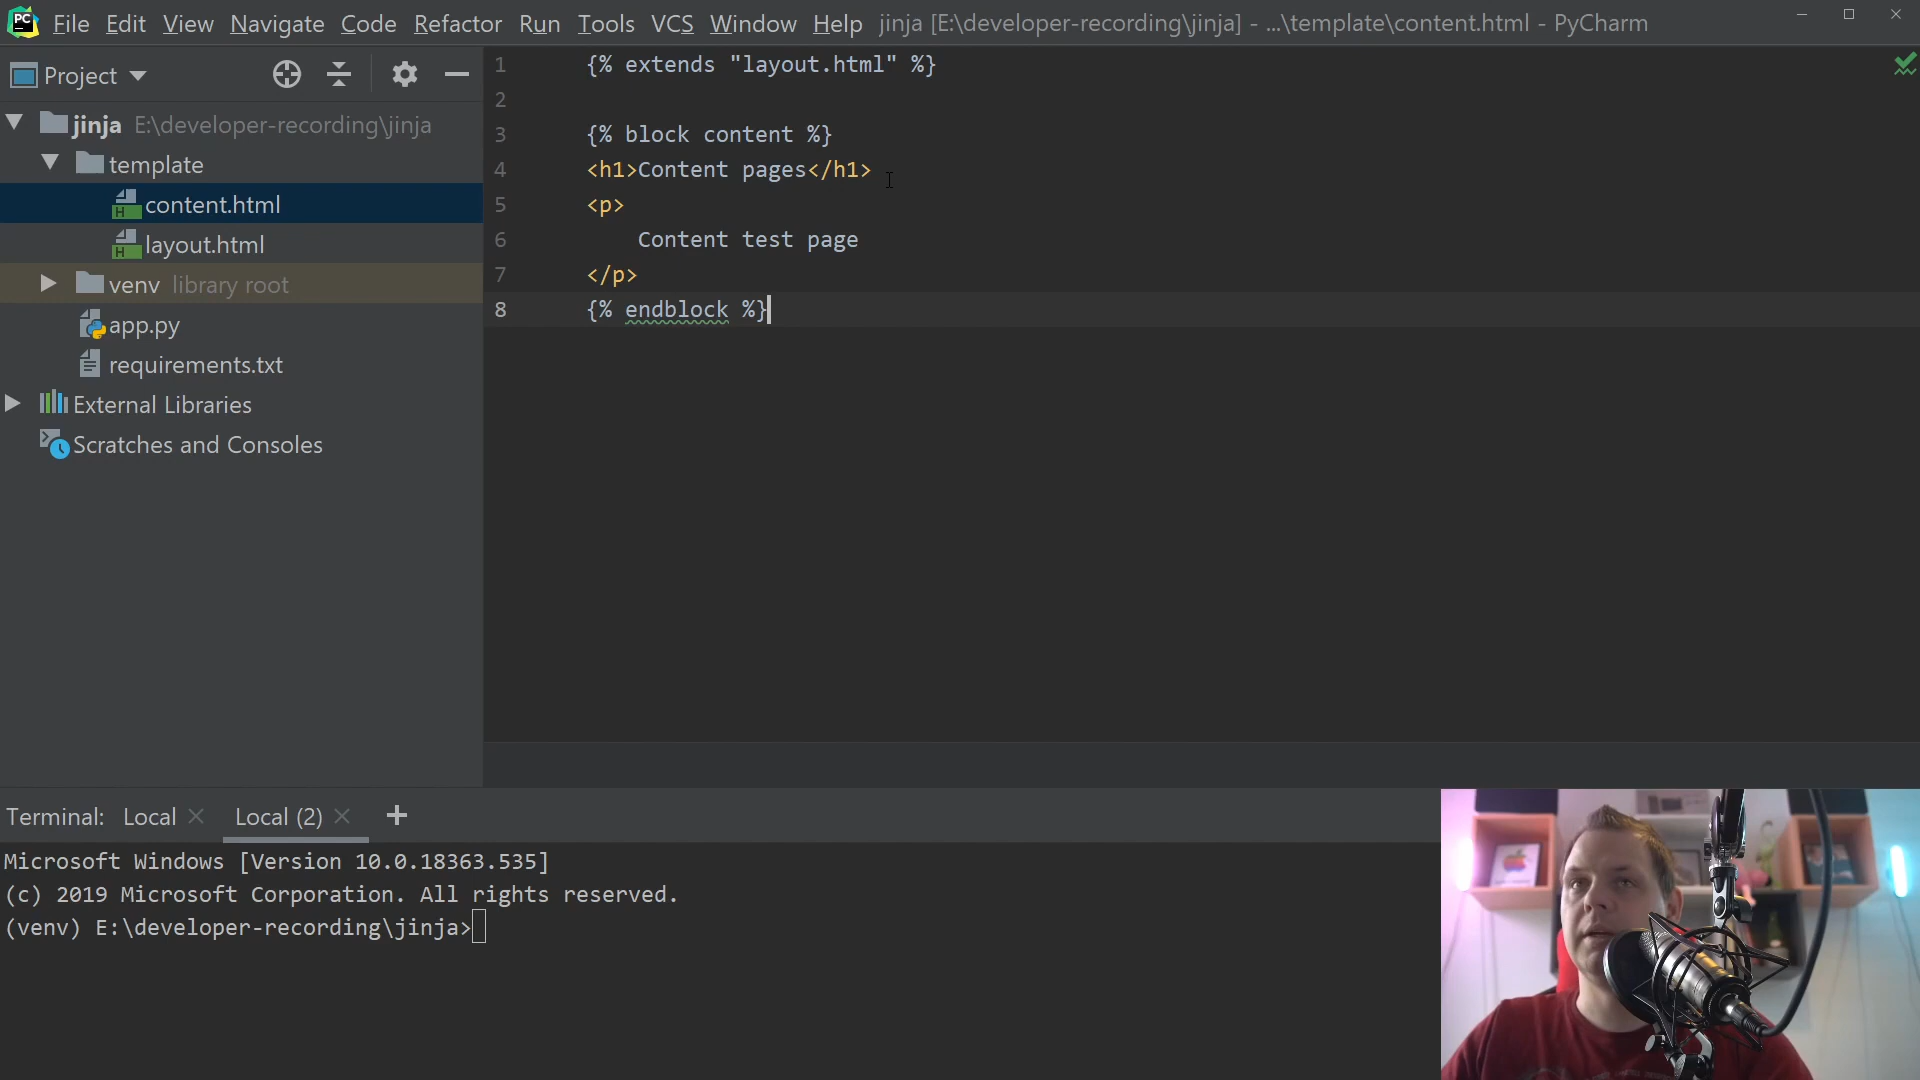 PC File Edit View Navigate Code Refactor Run Tools VCS Window Help jinja [E:\developer-recording\jinja] - ...\template\content.html - PyCharm
Project
jinja E:\developer-recording\jinja
template
content.html
layout.html
venv library root
app.py
requirements.txt
External Libraries
Scratches and Consoles
1 {% extends "layout.html" %}
2
3 {% block content %}
4 <h1>Content pages</h1>
5 <p>
6 Content test page
7 </p>
8 {% endblock %}
Terminal: Local Local (2)
Microsoft Windows [Version 10.0.18363.535]
(c) 2019 Microsoft Corporation. All rights reserved.
(venv) E:\developer-recording\jinja>